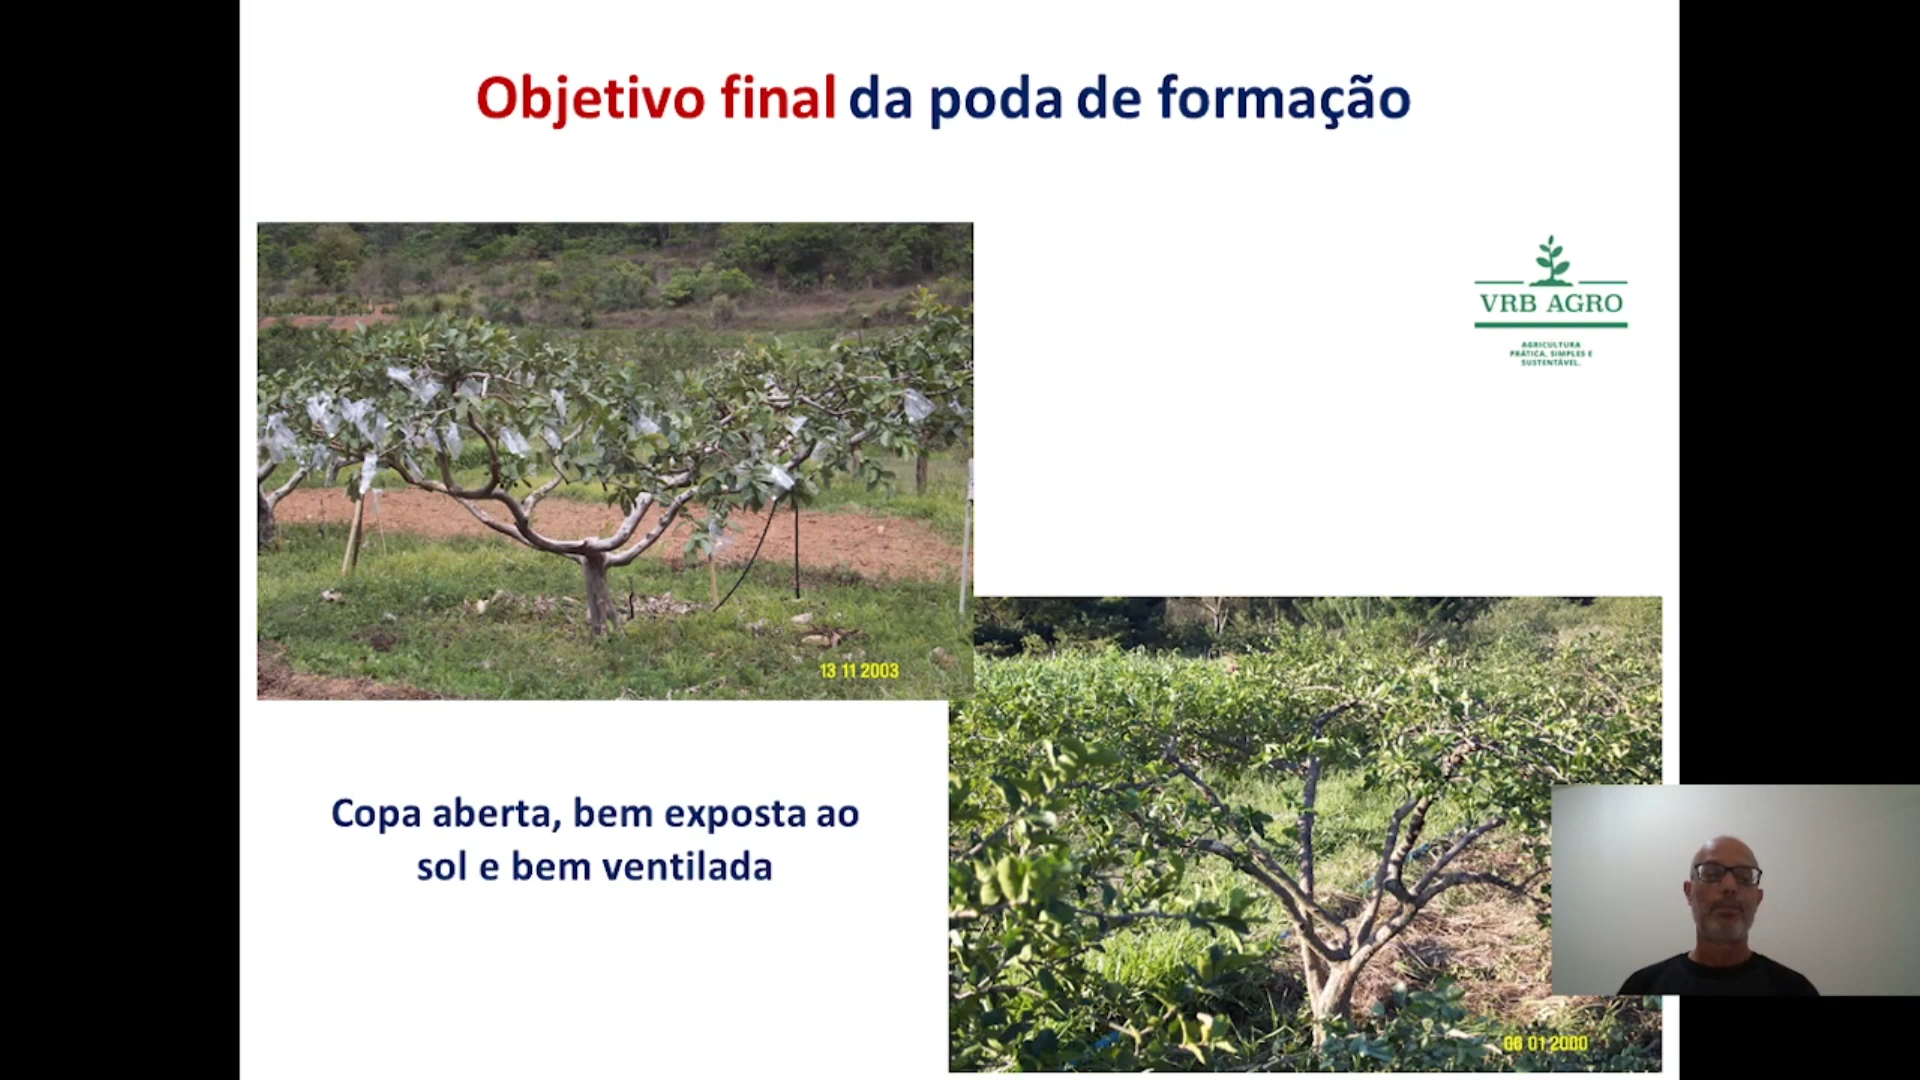 Objetivo final da poda de formação
VRB AGRO
AGRICULTURA
PRÁTICA, SIMPLES E
SUSTENTÁVEL.
13 11 2003
Copa aberta, bem exposta ao
sol e bem ventilada
06 01 2000